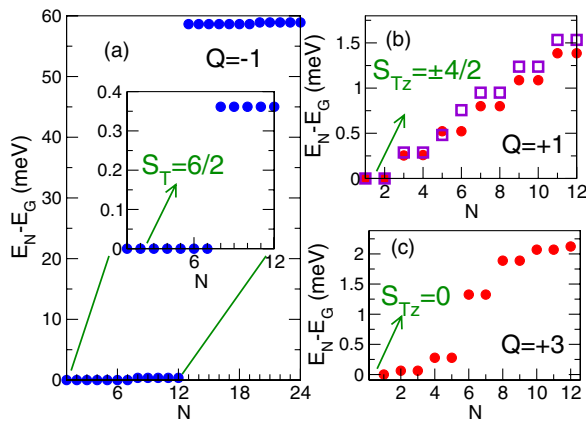 (a)
Q=-1
E_N-E_G (meV)
60
50
40
30
20
10
0
0.4
0.3
0.2
0.1
0
S_T=6/2
6
12
N
6
12
18
24
N
(b)
E_N-E_G (meV)
1.5
1
0.5
0
S_Tz=±4/2
Q=+1
2
4
6
8
10
12
N
(c)
E_N-E_G (meV)
2
1.5
1
0.5
0
S_Tz=0
Q=+3
2
4
6
8
10
12
N